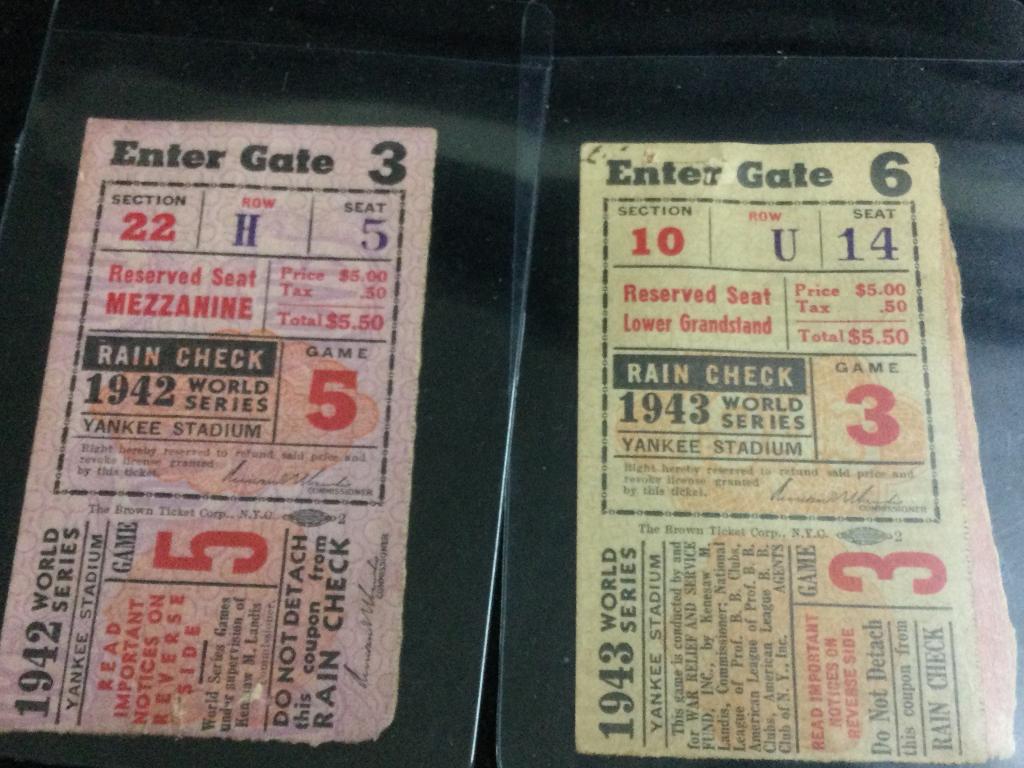 Enter Gate 3
SECTION ROW SEAT
22 H 5
Reserved Seat
MEZZANINE
Price $5.00
Tax .50
Total $5.50
RAIN CHECK
1942 WORLD SERIES
YANKEE STADIUM
GAME
5
Right hereby reserved to refund said price and
revoke license granted
by this ticket.
COMMISSIONER
The Brown Ticket Corp., N.Y.C. 2
1942 WORLD SERIES
YANKEE STADIUM
GAME
5
READ
IMPORTANT
NOTICES ON
REVERSE
SIDE
World Series Games
under supervision of
Kenesaw M. Landis
Commissioner.
DO NOT DETACH
this coupon from
RAIN CHECK
COMMISSIONER
Enter Gate 6
SECTION ROW SEAT
10 U 14
Reserved Seat
Lower Grandstand
Price $5.00
Tax .50
Total $5.50
RAIN CHECK
1943 WORLD SERIES
YANKEE STADIUM
GAME
3
Right hereby reserved to refund said price and
revoke license granted
by this ticket.
COMMISSIONER
The Brown Ticket Corp., N.Y.C. 2
1943 WORLD SERIES
YANKEE STADIUM
This game is conducted by and
for WAR RELIEF AND SERVICE
FUND, INC., by Kenesaw M.
Landis, Commissioner; National
League of Prof. B. B. Clubs,
American League of Prof. B. B.
Clubs, American League B. B.
Club of N. Y., Inc. AGENTS
GAME
3
READ IMPORTANT
NOTICES ON
REVERSE SIDE
Do Not Detach
this coupon from
RAIN CHECK